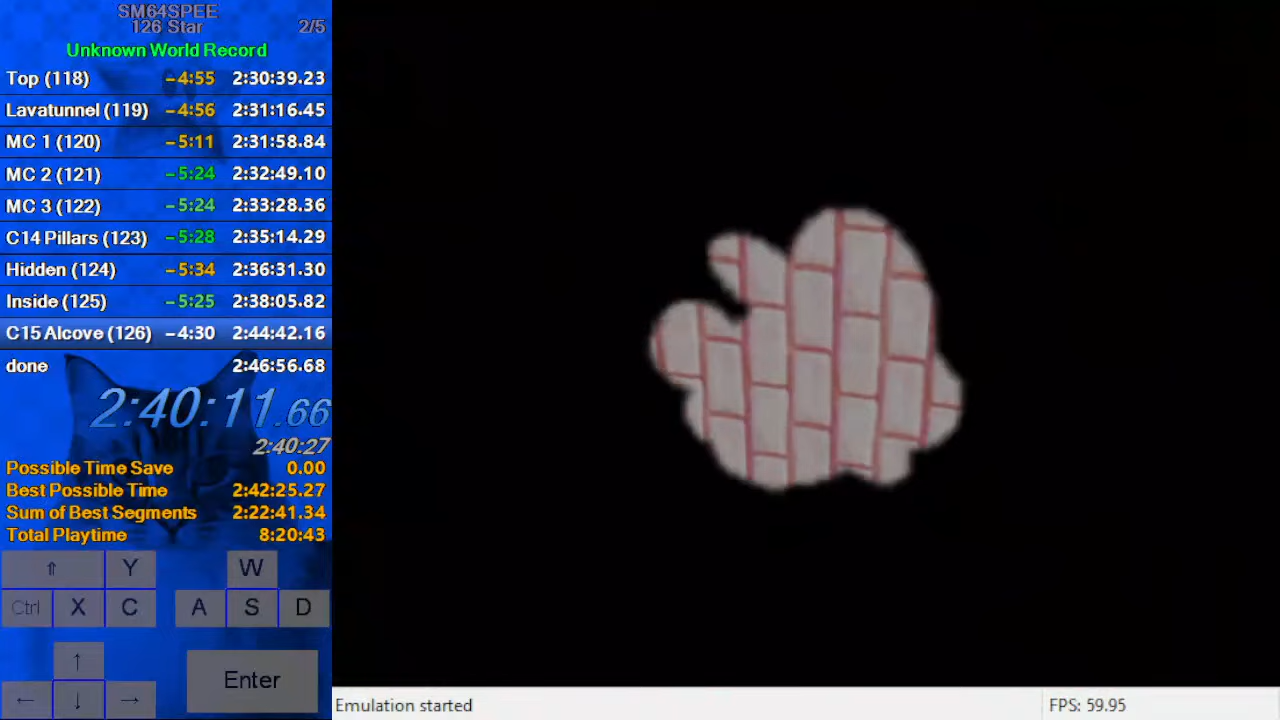 SM64SPEE
126 Star 2/5
Unknown World Record
Top (118) -4:55 2:30:39.23
Lavatunnel (119) -4:56 2:31:16.45
MC 1 (120) -5:11 2:31:58.84
MC 2 (121) -5:24 2:32:49.10
MC 3 (122) -5:24 2:33:28.36
C14 Pillars (123) -5:28 2:35:14.29
Hidden (124) -5:34 2:36:31.30
Inside (125) -5:25 2:38:05.82
C15 Alcove (126) -4:30 2:44:42.16
done 2:46:56.68
2:40:11.66
2:40:27
Possible Time Save 0.00
Best Possible Time 2:42:25.27
Sum of Best Segments 2:22:41.34
Total Playtime 8:20:43
⇑ Y W
Ctrl X C A S D
↑
← ↓ → Enter
Emulation started FPS: 59.95